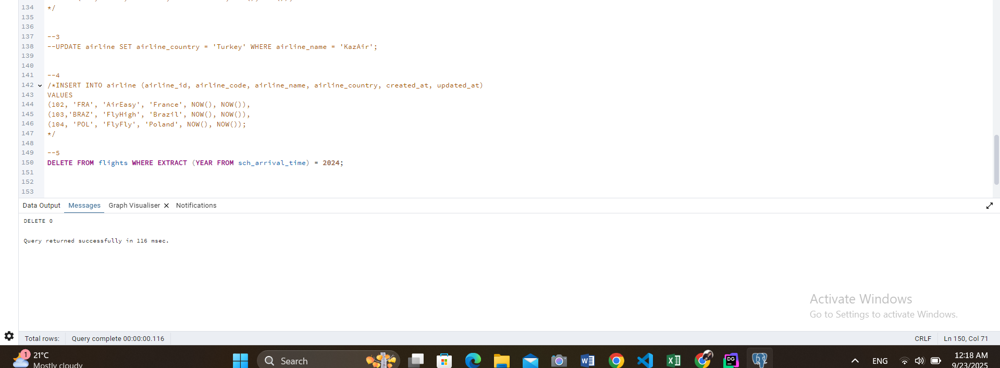 134 */
135
136
137 --3
138 --UPDATE airline SET airline_country = 'Turkey' WHERE airline_name = 'KazAir';
139
140
141 --4
142 /*INSERT INTO airline (airline_id, airline_code, airline_name, airline_country, created_at, updated_at)
143 VALUES
144 (102, 'FRA', 'AirEasy', 'France', NOW(), NOW()),
145 (103,'BRAZ', 'FlyHigh', 'Brazil', NOW(), NOW()),
146 (104, 'POL', 'FlyFly', 'Poland', NOW(), NOW());
147 */
148
149 --5
150 DELETE FROM flights WHERE EXTRACT (YEAR FROM sch_arrival_time) = 2024;
151
152
153
Data Output Messages Graph Visualiser Notifications
DELETE 0
Query returned successfully in 116 msec.
Activate Windows
Go to Settings to activate Windows.
Total rows: Query complete 00:00:00.116 CRLF Ln 150, Col 71
1 21°C
Mostly cloudy
Search
DG
ENG
12:18 AM
9/23/2025